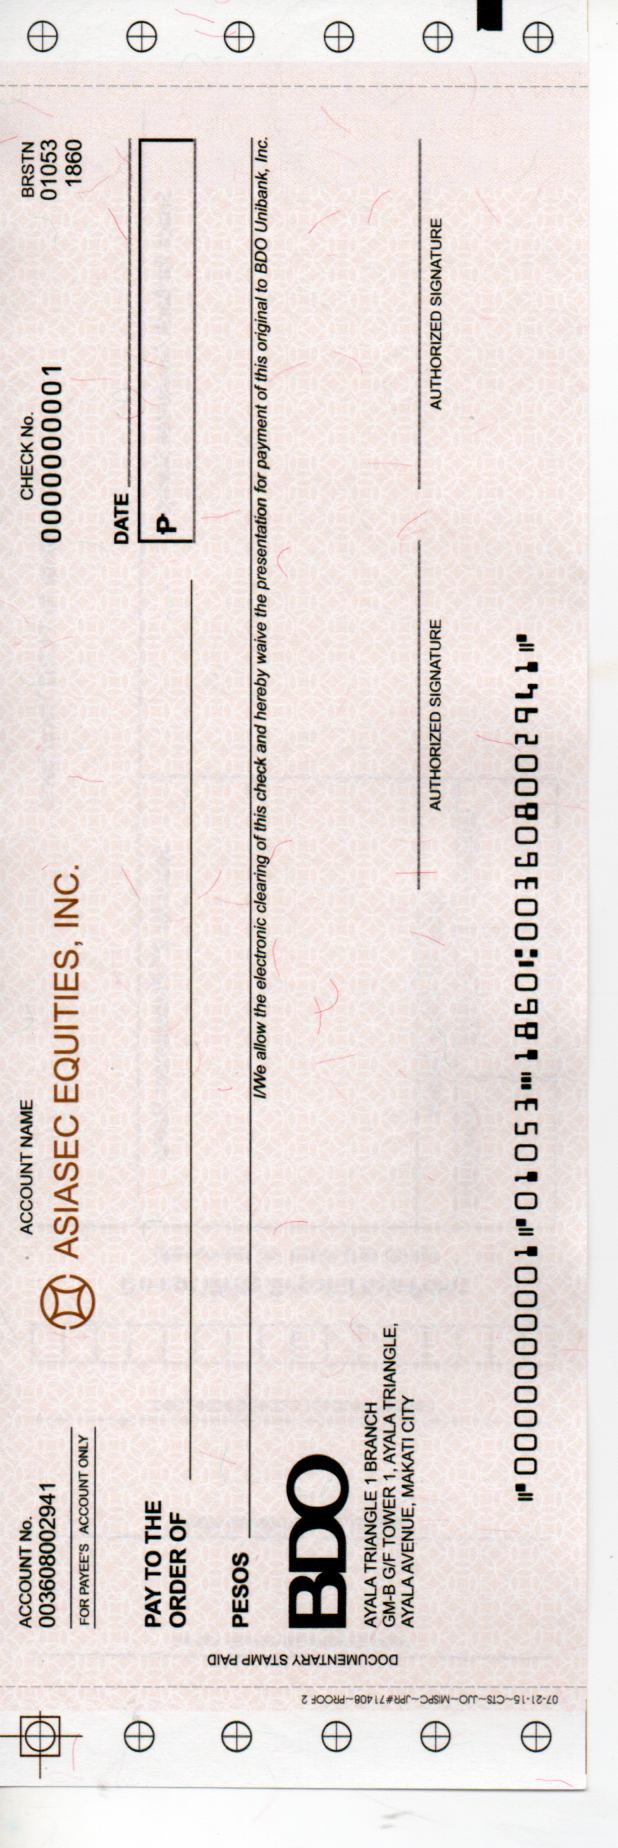 ACCOUNT No.
003608002941
FOR PAYEE'S ACCOUNT ONLY
ACCOUNT NAME
ASIASEC EQUITIES, INC.
CHECK No.
0000000001
BRSTN
01053
1860
DATE
PAY TO THE
ORDER OF
₱
PESOS
I/We allow the electronic clearing of this check and hereby waive the presentation for payment of this original to BDO Unibank, Inc.
BDO
AYALA TRIANGLE 1 BRANCH
GM-B G/F TOWER 1, AYALA TRIANGLE,
AYALA AVENUE, MAKATI CITY
AUTHORIZED SIGNATURE
AUTHORIZED SIGNATURE
⑈0000000001⑈01053⑉1860⑆003608002941⑈
DOCUMENTARY STAMP PAID
07-21-15~CTS~JJO~MISPC~JPR#71408~PROOF 2